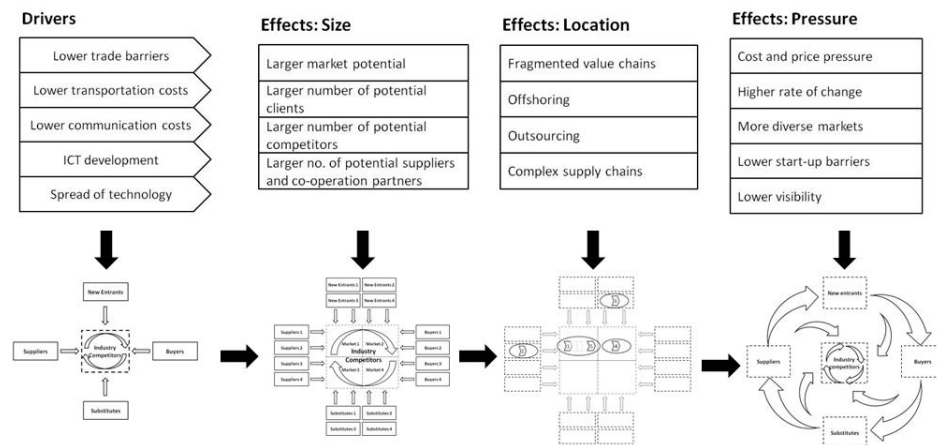 Drivers
Lower trade barriers
Lower transportation costs
Lower communication costs
ICT development
Spread of technology
Effects: Size
Larger market potential
Larger number of potential
clients
Larger number of potential
competitors
Larger no. of potential suppliers
and co-operation partners
Effects: Location
Fragmented value chains
Offshoring
Outsourcing
Complex supply chains
Effects: Pressure
Cost and price pressure
Higher rate of change
More diverse markets
Lower start-up barriers
Lower visibility
New Entrants
Suppliers
Industry
Competitors
Buyers
Substitutes
New Entrants 1
New Entrants 2
New Entrants 3
New Entrants 4
Suppliers 1
Suppliers 2
Suppliers 3
Suppliers 4
Market 1
Market 2
Industry
Competitors
Market 3
Market 4
Buyers 1
Buyers 2
Buyers 3
Buyers 4
Substitutes 1
Substitutes 2
Substitutes 3
Substitutes 4
New entrants
Suppliers
Industry
competitors
Buyers
Substitutes